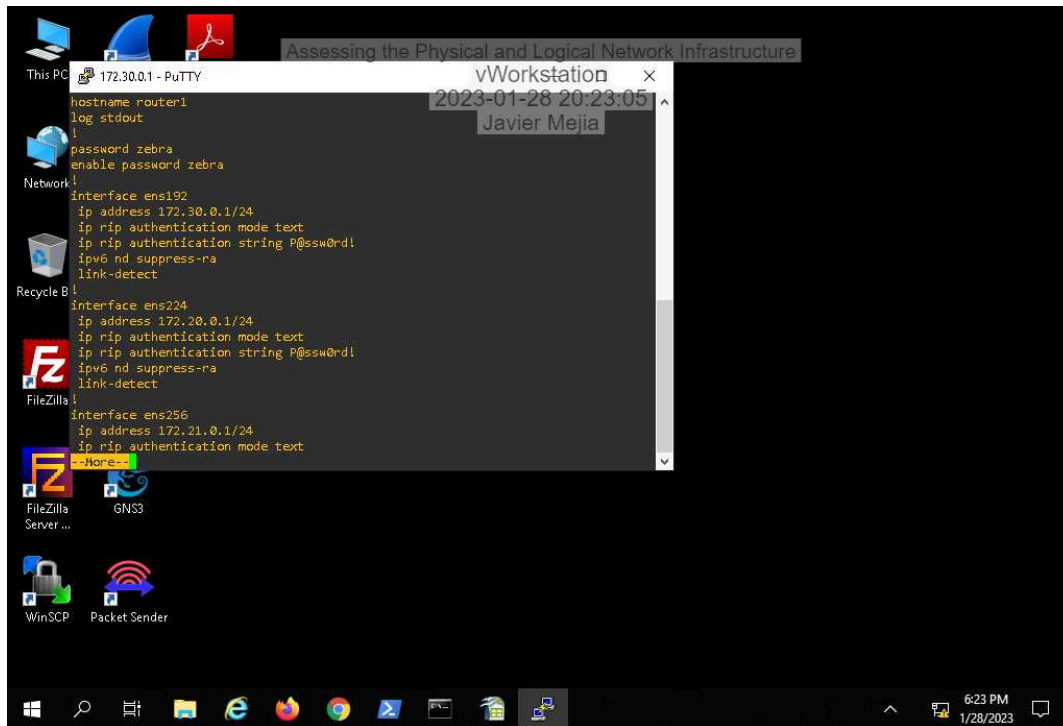 Assessing the Physical and Logical Network Infrastructure
vWorkstation
2023-01-28 20:23:05
Javier Mejia
This PC
172.30.0.1 - PuTTY
hostname router1
log stdout
!
password zebra
enable password zebra
!
interface ens192
ip address 172.30.0.1/24
ip rip authentication mode text
ip rip authentication string P@ssw0rd!
ipv6 nd suppress-ra
link-detect
!
interface ens224
ip address 172.20.0.1/24
ip rip authentication mode text
ip rip authentication string P@ssw0rd!
ipv6 nd suppress-ra
link-detect
!
interface ens256
ip address 172.21.0.1/24
ip rip authentication mode text
--More--
Network
Recycle B
FileZilla
FileZilla
Server ...
GNS3
WinSCP
Packet Sender
6:23 PM
1/28/2023